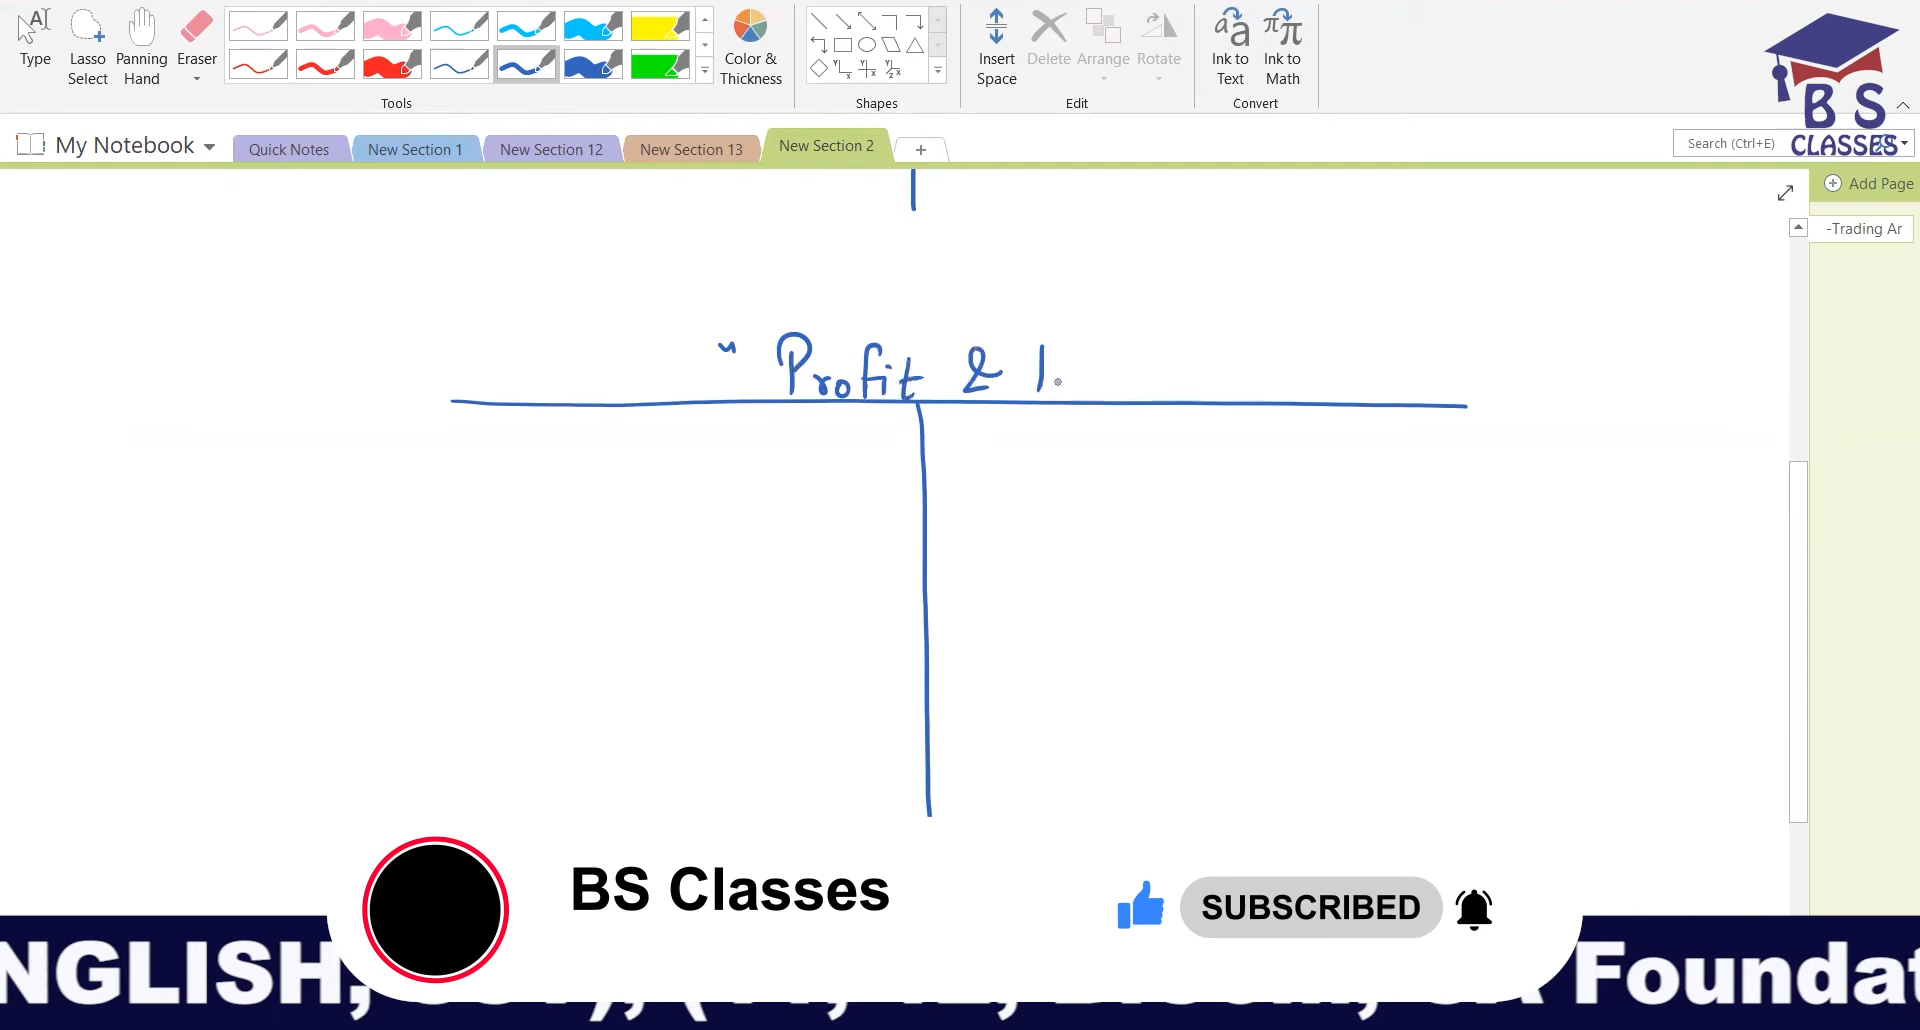 Type
Lasso Select
Panning Hand
Eraser
Color & Thickness
Insert Space
Delete
Arrange
Rotate
Ink to Text
Ink to Math
Tools
Shapes
Edit
Convert
B S
CLASSES
My Notebook
Quick Notes
New Section 1
New Section 12
New Section 13
New Section 2
Search (Ctrl+E)
Add Page
-Trading Ar
" Profit & l
BS Classes
SUBSCRIBED
NGLISH,
Foundat